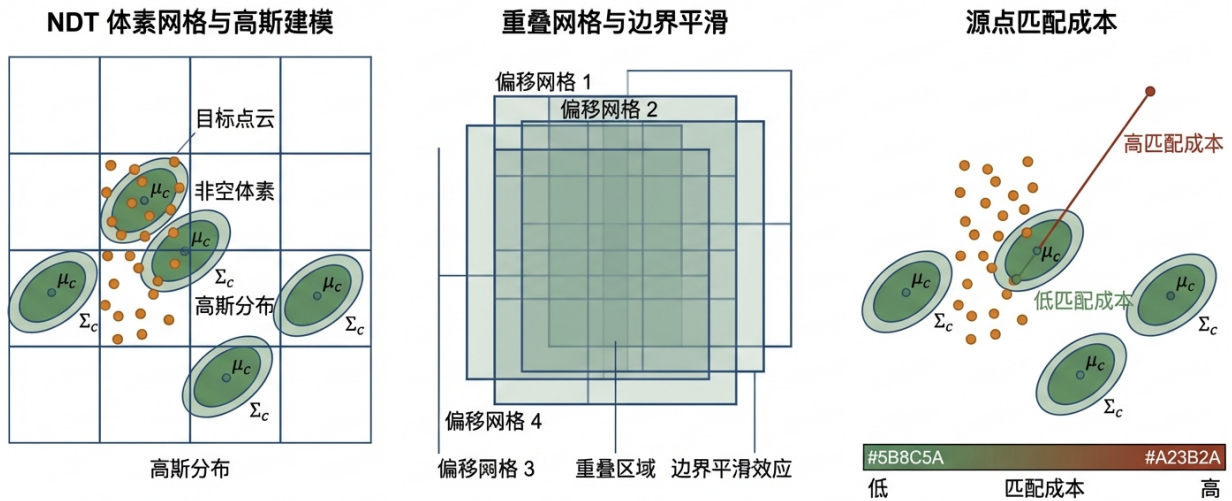 NDT 体素网格与高斯建模
目标点云
μc
非空体素
μc
Σc
μc
Σc
高斯分布
μc
Σc
μc
Σc
高斯分布
重叠网格与边界平滑
偏移网格 1
偏移网格 2
偏移网格 4
偏移网格 3
重叠区域
边界平滑效应
源点匹配成本
高匹配成本
μc
μc
Σc
低匹配成本
μc
Σc
μc
Σc
#5B8C5A
#A23B2A
低
匹配成本
高